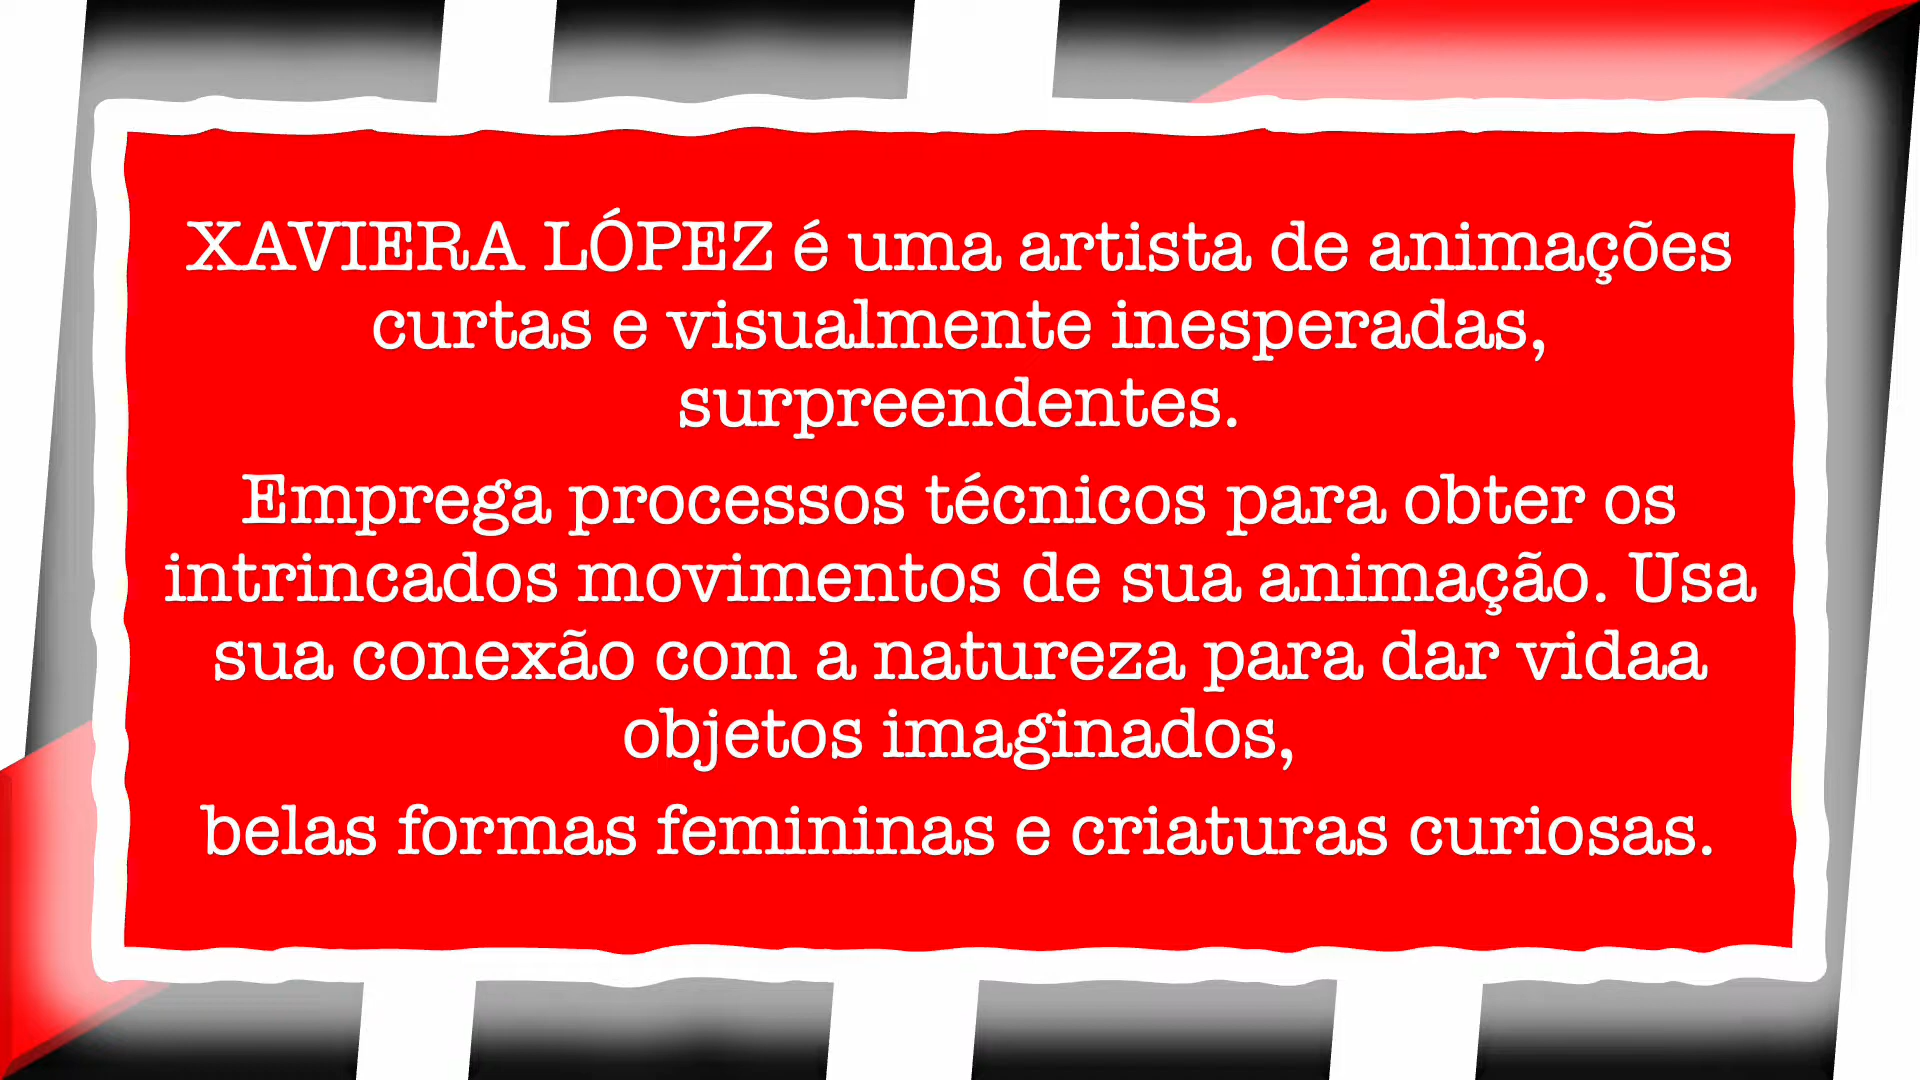 XAVIERA LÓPEZ é uma artista de animações
curtas e visualmente inesperadas,
surpreendentes.
Emprega processos técnicos para obter os
intrincados movimentos de sua animação. Usa
sua conexão com a natureza para dar vidaa
objetos imaginados,
belas formas femininas e criaturas curiosas.